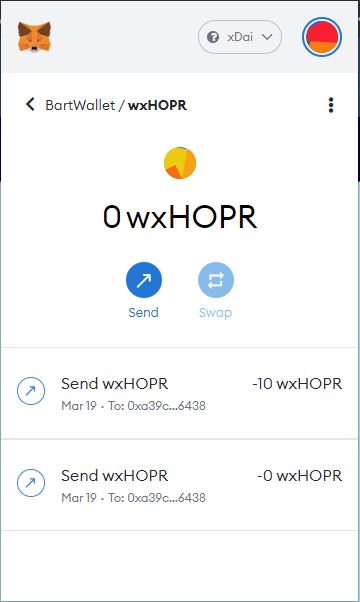 xDai
BartWallet / wxHOPR
0 wxHOPR
Send
Swap
Send wxHOPR
-10 wxHOPR
Mar 19 · To: 0xa39c...6438
Send wxHOPR
-0 wxHOPR
Mar 19 · To: 0xa39c...6438